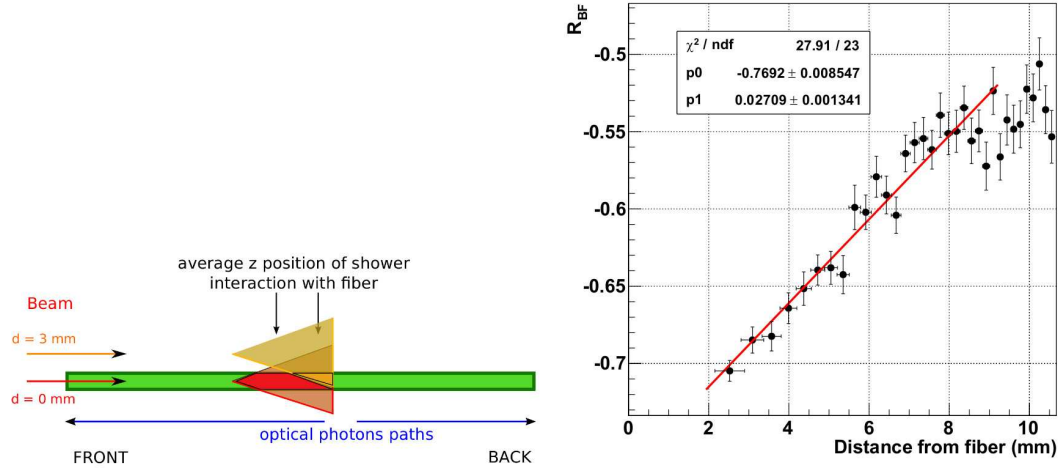 average z position of shower
interaction with fiber
Beam
d = 3 mm
d = 0 mm
optical photons paths
FRONT
BACK
R_BF
χ² / ndf 27.91 / 23
p0 -0.7692 ± 0.008547
p1 0.02709 ± 0.001341
-0.5
-0.55
-0.6
-0.65
-0.7
0 2 4 6 8 10
Distance from fiber (mm)